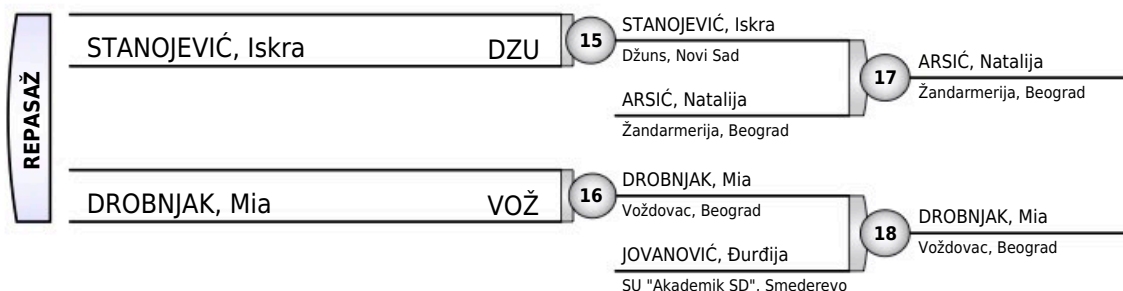 REPASAŽ
STANOJEVIĆ, Iskra DZU
15
STANOJEVIĆ, Iskra
Džuns, Novi Sad
ARSIĆ, Natalija
Žandarmerija, Beograd
17
ARSIĆ, Natalija
Žandarmerija, Beograd
DROBNJAK, Mia VOŽ
16
DROBNJAK, Mia
Voždovac, Beograd
JOVANOVIĆ, Đurđija
SU "Akademik SD", Smederevo
18
DROBNJAK, Mia
Voždovac, Beograd